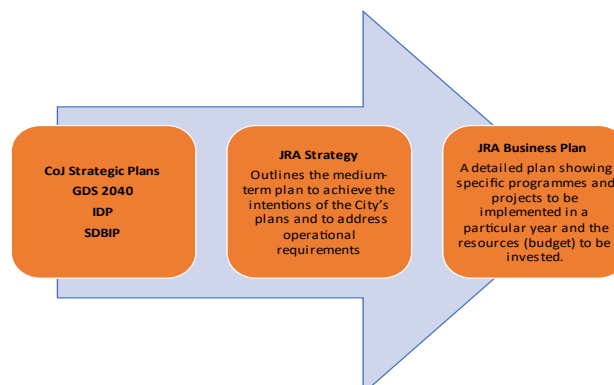 CoJ Strategic Plans
GDS 2040
IDP
SDBIP
JRA Strategy
Outlines the medium-
term plan to achieve the
intentions of the City's
plans and to address
operational
requirements
JRA Business Plan
A detailed plan showing
specific programmes and
projects to be
implemented in a
particular year and the
resources (budget) to be
invested.